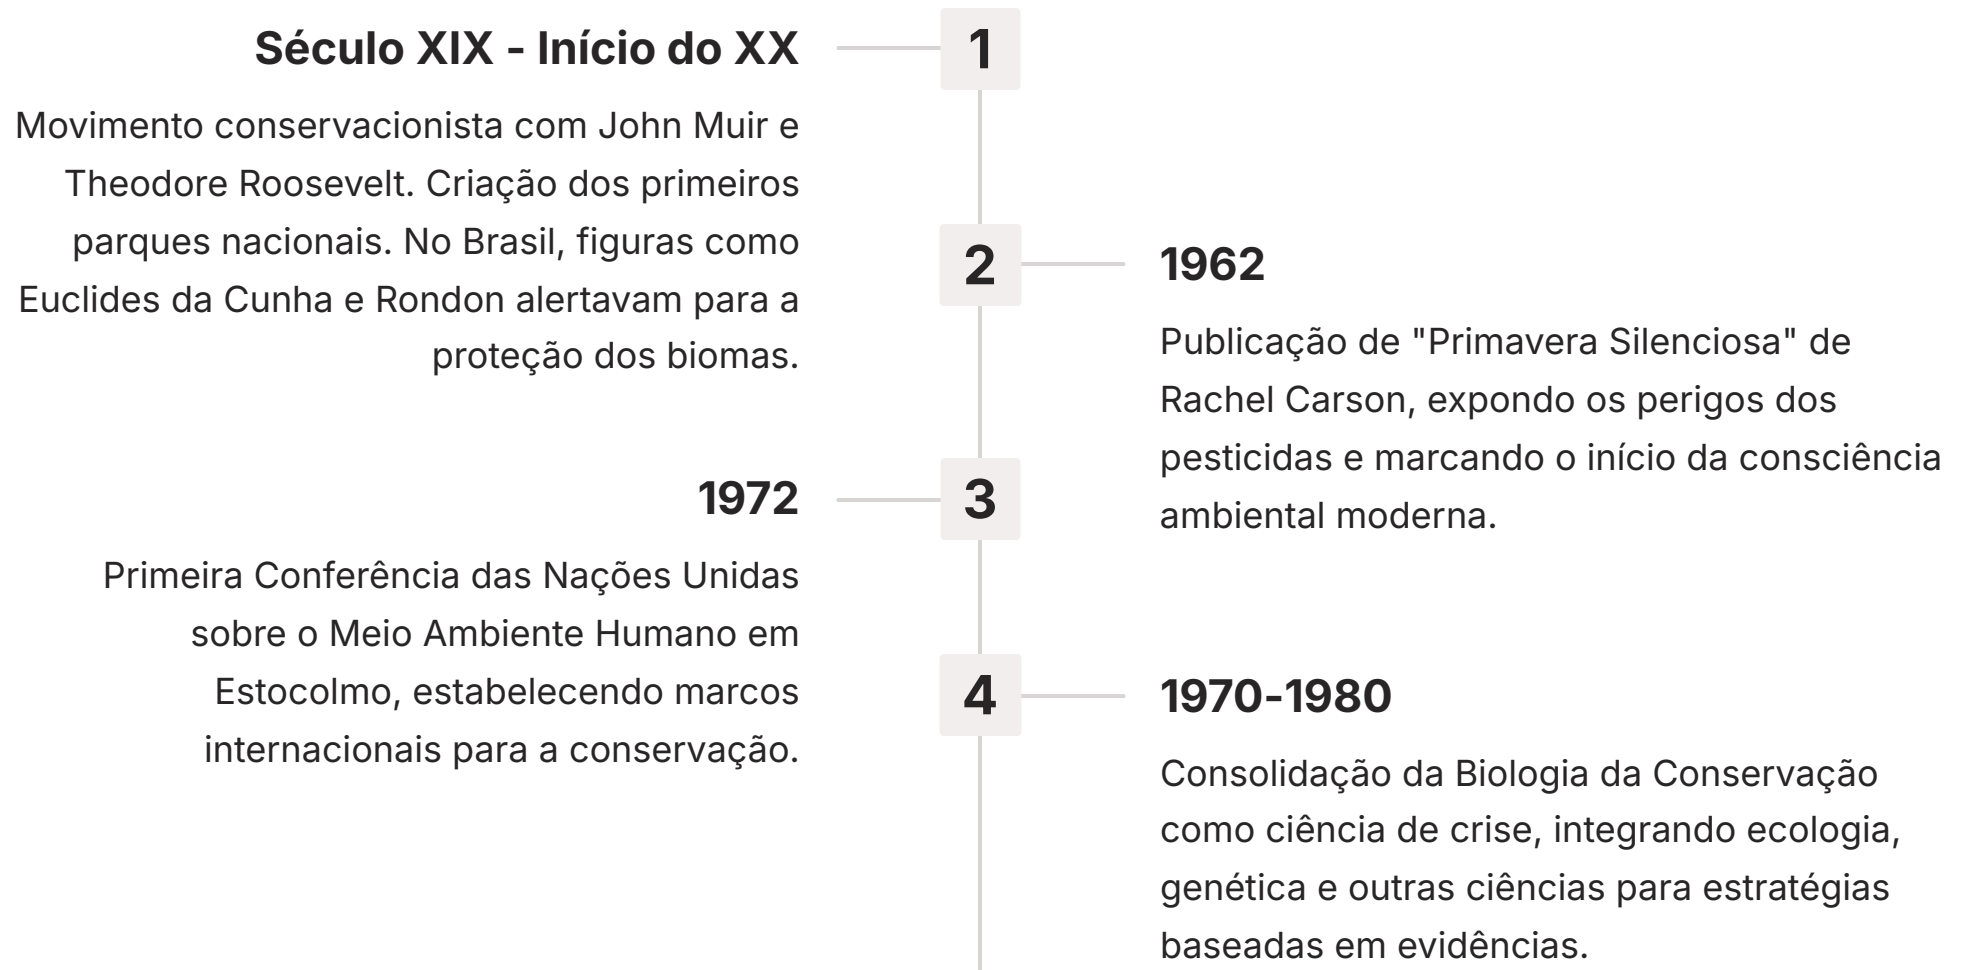 Século XIX - Início do XX
1
Movimento conservacionista com John Muir e
Theodore Roosevelt. Criação dos primeiros
parques nacionais. No Brasil, figuras como
Euclides da Cunha e Rondon alertavam para a
proteção dos biomas.
2
1962
Publicação de "Primavera Silenciosa" de
Rachel Carson, expondo os perigos dos
pesticidas e marcando o início da consciência
ambiental moderna.
1972
3
Primeira Conferência das Nações Unidas
sobre o Meio Ambiente Humano em
Estocolmo, estabelecendo marcos
internacionais para a conservação.
4
1970-1980
Consolidação da Biologia da Conservação
como ciência de crise, integrando ecologia,
genética e outras ciências para estratégias
baseadas em evidências.